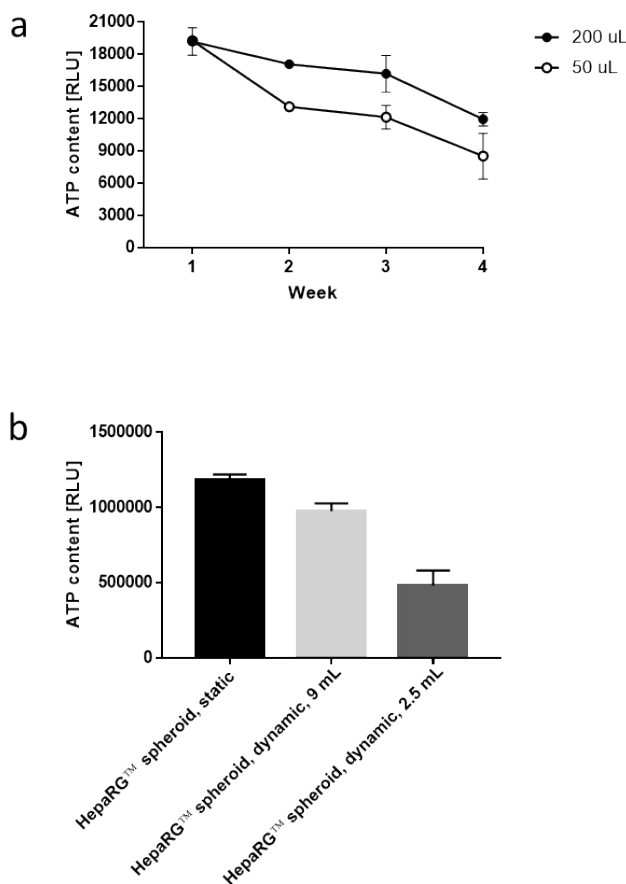 a
21000
18000
15000
12000
9000
6000
3000
0
ATP content [RLU]
1
2
3
4
Week
200 uL
50 uL
b
1500000
1000000
500000
0
ATP content [RLU]
HepaRG™ spheroid, static
HepaRG™ spheroid, dynamic, 9 mL
HepaRG™ spheroid, dynamic, 2.5 mL